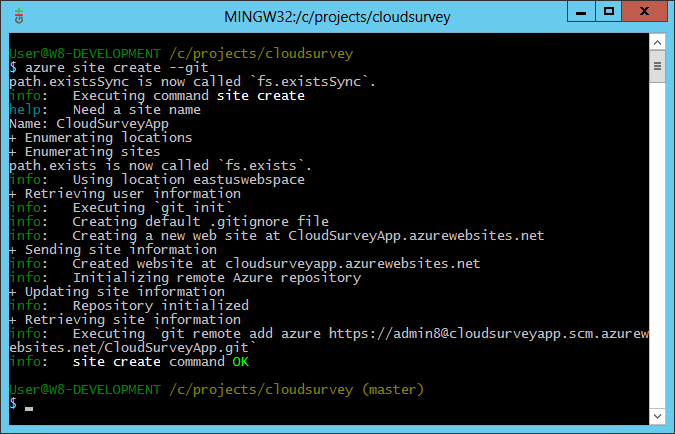 MINGW32:/c/projects/cloudsurvey
User@W8-DEVELOPMENT /c/projects/cloudsurvey
$ azure site create --git
path.existsSync is now called `fs.existsSync`.
info:   Executing command site create
help:   Need a site name
Name: CloudSurveyApp
+ Enumerating locations
+ Enumerating sites
path.exists is now called `fs.exists`.
info:   Using location eastuswebspace
+ Retrieving user information
info:   Executing `git init`
info:   Creating default .gitignore file
info:   Creating a new web site at CloudSurveyApp.azurewebsites.net
+ Sending site information
info:   Created website at cloudsurveyapp.azurewebsites.net
info:   Initializing remote Azure repository
+ Updating site information
info:   Repository initialized
+ Retrieving site information
info:   Executing `git remote add azure https://admin8@cloudsurveyapp.scm.azurew
ebsites.net/CloudSurveyApp.git`
info:   site create command OK
User@W8-DEVELOPMENT /c/projects/cloudsurvey (master)
$